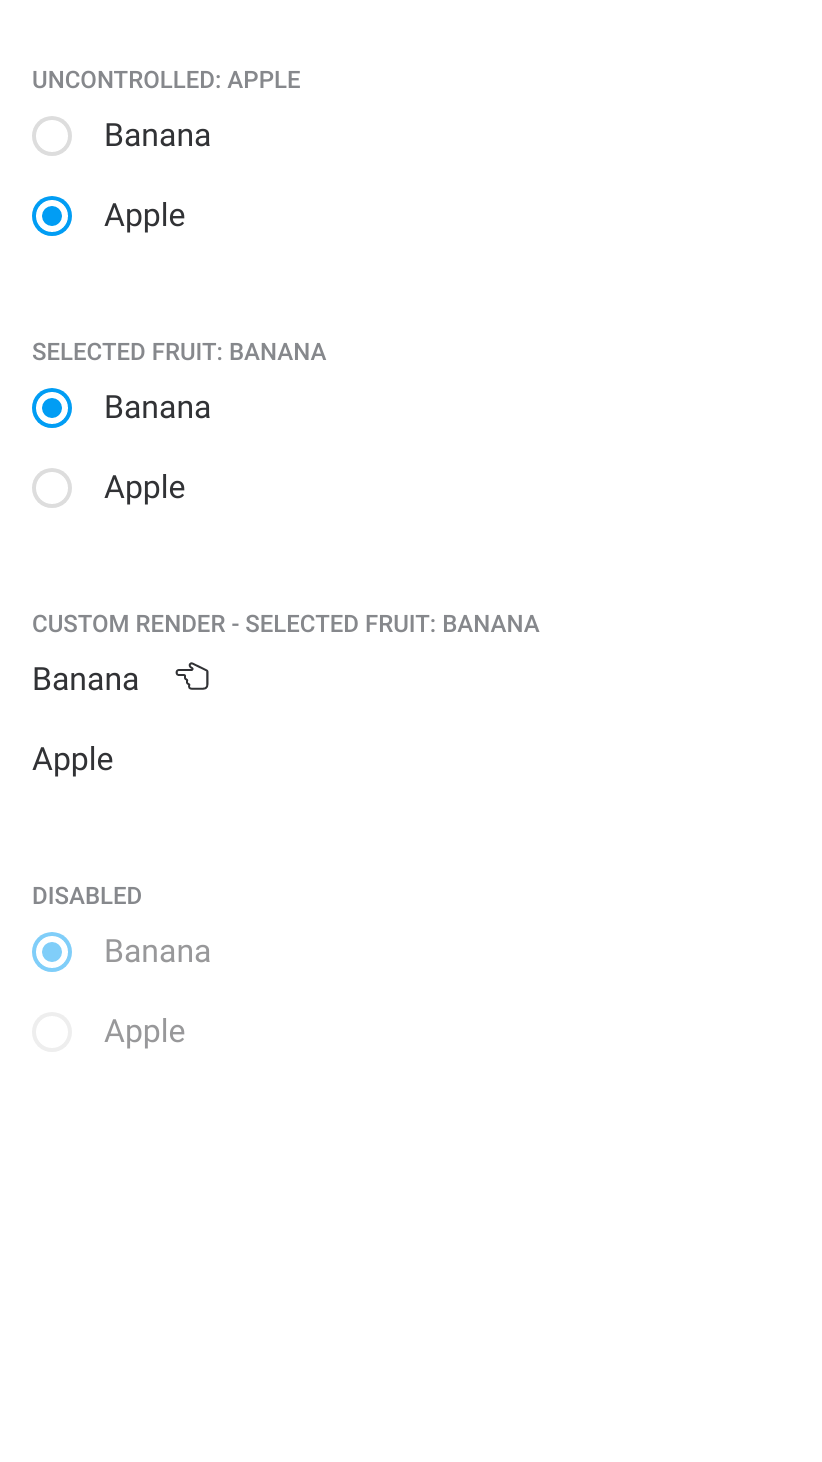 UNCONTROLLED: APPLE
Banana
Apple
SELECTED FRUIT: BANANA
Banana
Apple
CUSTOM RENDER - SELECTED FRUIT: BANANA
Banana
Apple
DISABLED
Banana
Apple